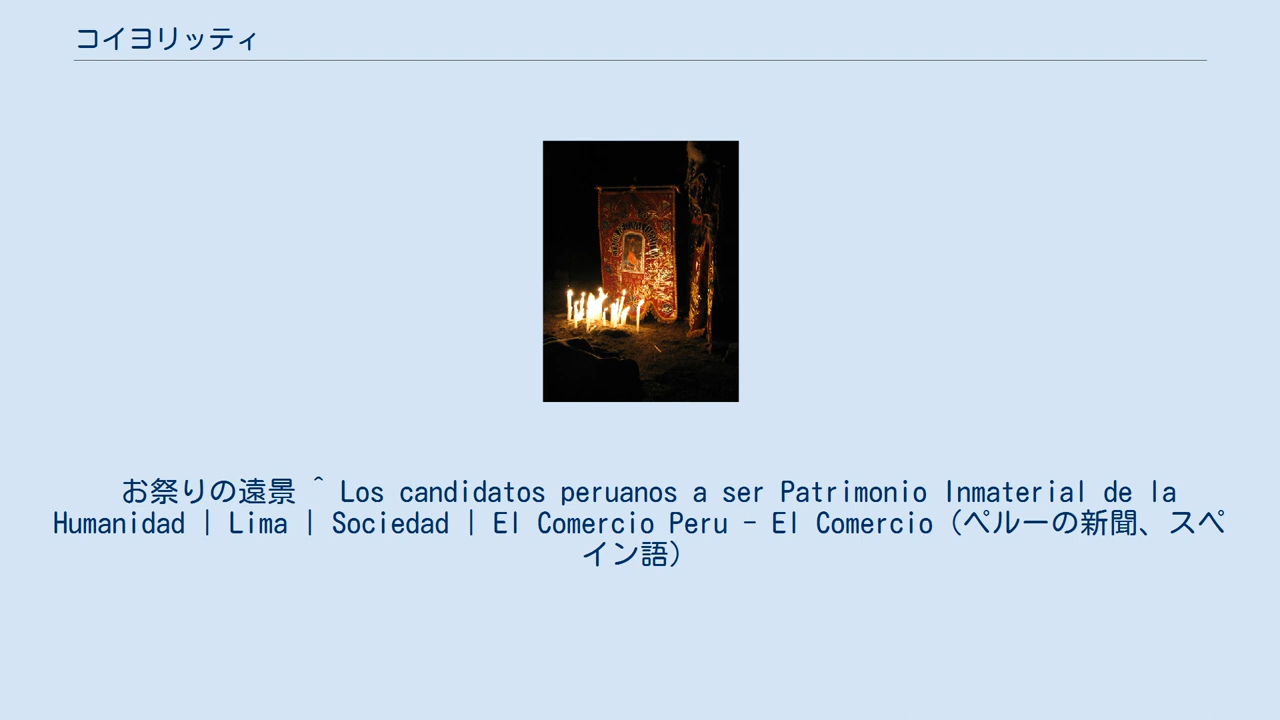 コイヨリッティ
お祭りの遠景 ^ Los candidatos peruanos a ser Patrimonio Inmaterial de la
Humanidad | Lima | Sociedad | El Comercio Peru - El Comercio（ペルーの新聞、スペ
イン語）